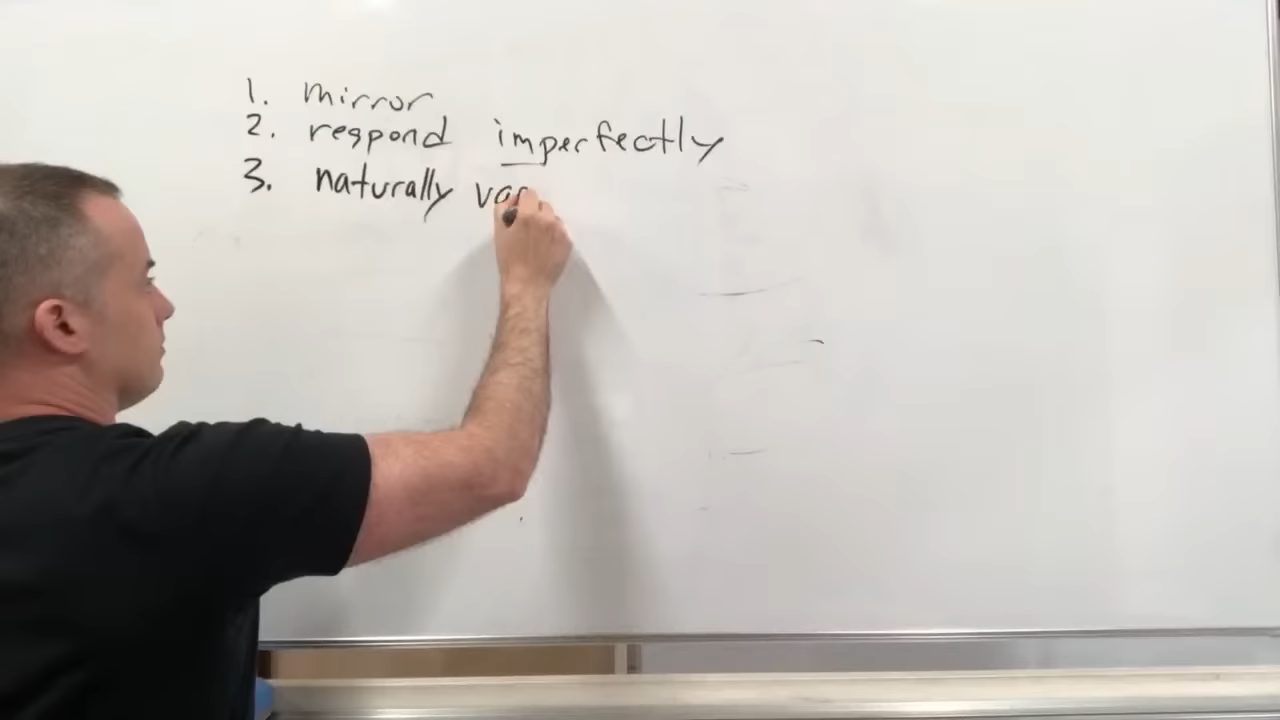 1. mirror
2. respond imperfectly
3. naturally